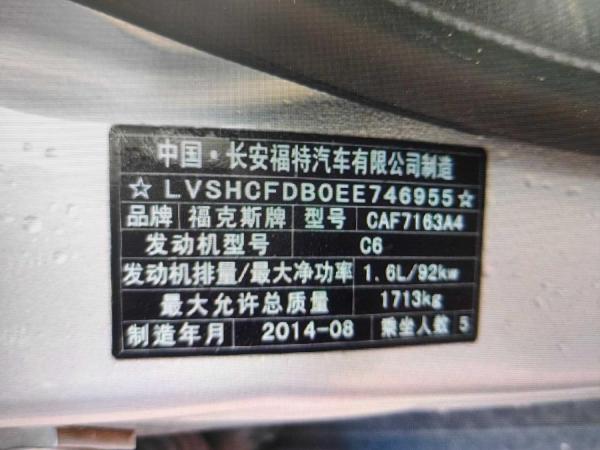 中国·长安福特汽车有限公司制造
☆LVSHCFDB0EE746955☆
品牌 福克斯牌 型号 CAF7163A4
发动机型号 C6
发动机排量/最大净功率 1.6L/92kw
最大允许总质量 1713kg
制造年月 2014-08 乘坐人数 5